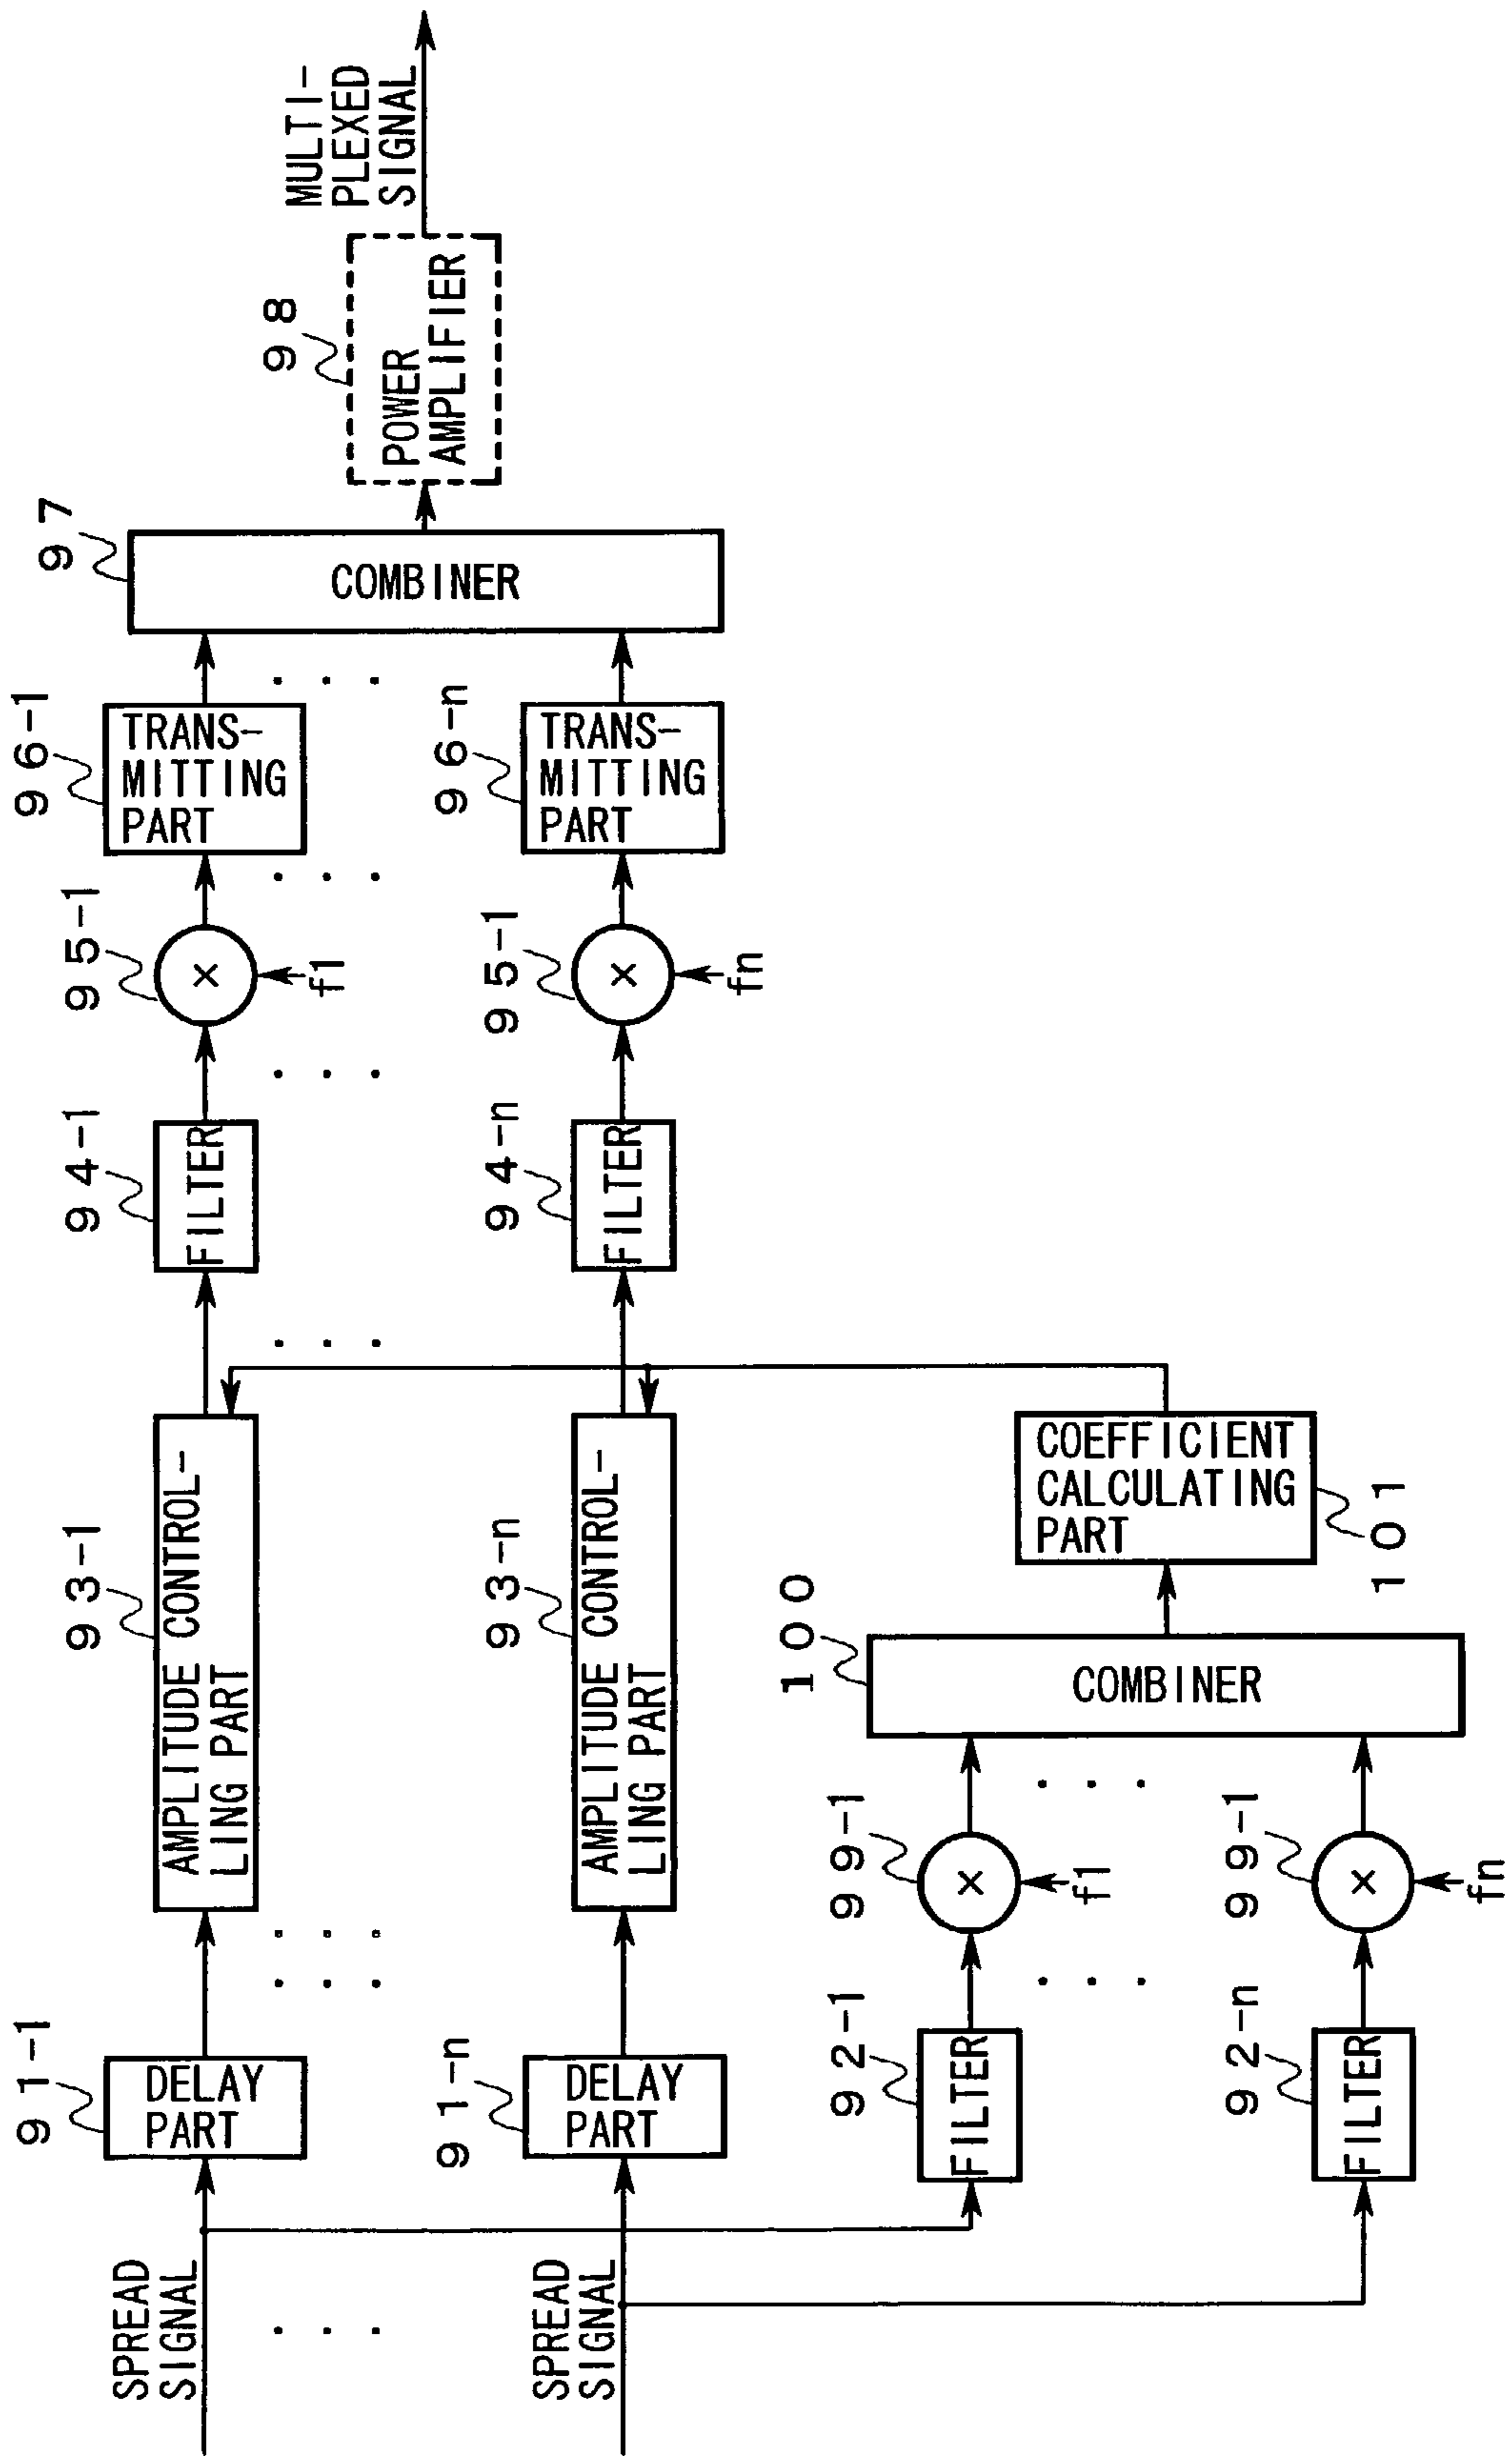 SPREAD
SIGNAL
91-1
DELAY
PART
93-1
AMPLITUDE CONTROL-
LING PART
94-1
FILTER
95-1
×
f1
96-1
TRANS-
MITTING
PART
97
COMBINER
98
POWER
AMPLIFIER
MULTI-
PLEXED
SIGNAL
SPREAD
SIGNAL
91-n
DELAY
PART
93-n
AMPLITUDE CONTROL-
LING PART
94-n
FILTER
95-1
×
fn
96-n
TRANS-
MITTING
PART
92-1
FILTER
99-1
×
f1
100
COMBINER
COEFFICIENT
CALCULATING
PART
101
92-n
FILTER
99-1
×
fn